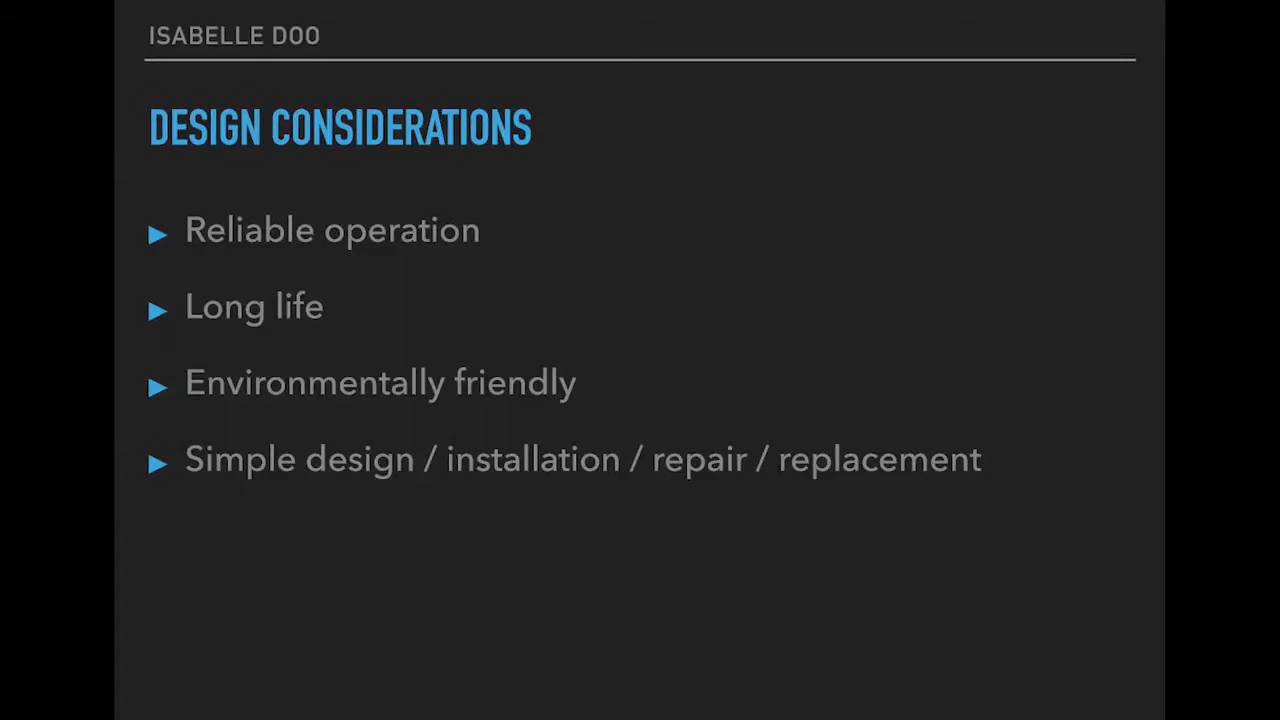 ISABELLE DOO
DESIGN CONSIDERATIONS
▶ Reliable operation
▶ Long life
▶ Environmentally friendly
▶ Simple design / installation / repair / replacement